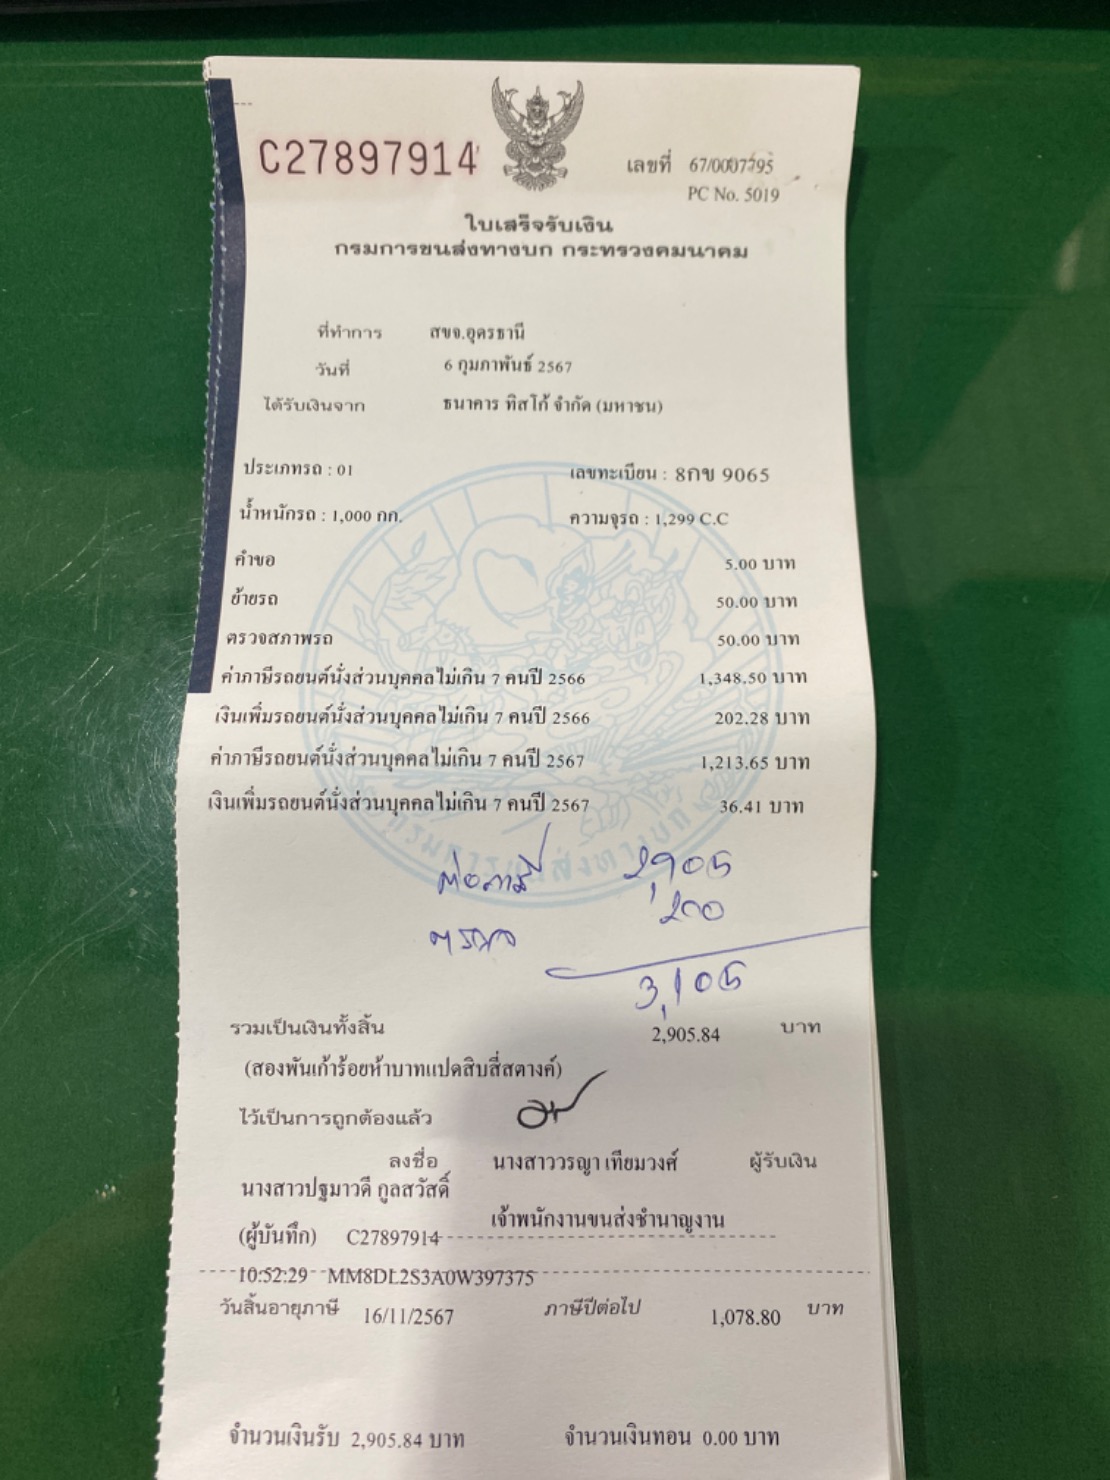 C27897914
เลขที่ 67/0007795
PC No. 5019
ใบเสร็จรับเงิน
กรมการขนส่งทางบก กระทรวงคมนาคม
ที่ทำการ สขจ.อุดรธานี
วันที่ 6 กุมภาพันธ์ 2567
ได้รับเงินจาก ธนาคาร ทิสโก้ จำกัด (มหาชน)
ประเภทรถ : 01 เลขทะเบียน : 8กข 9065
น้ำหนักรถ : 1,000 กก. ความจุรถ : 1,299 C.C
คำขอ 5.00 บาท
ย้ายรถ 50.00 บาท
ตรวจสภาพรถ 50.00 บาท
ค่าภาษีรถยนต์นั่งส่วนบุคคลไม่เกิน 7 คนปี 2566 1,348.50 บาท
เงินเพิ่มรถยนต์นั่งส่วนบุคคลไม่เกิน 7 คนปี 2566 202.28 บาท
ค่าภาษีรถยนต์นั่งส่วนบุคคลไม่เกิน 7 คนปี 2567 1,213.65 บาท
เงินเพิ่มรถยนต์นั่งส่วนบุคคลไม่เกิน 7 คนปี 2567 36.41 บาท
กรมการขนส่งทางบก
ต่อภาษี 2,905
ตรวจ 200
3,105
รวมเป็นเงินทั้งสิ้น 2,905.84 บาท
(สองพันเก้าร้อยห้าบาทแปดสิบสี่สตางค์)
ไว้เป็นการถูกต้องแล้ว
ลงชื่อ นางสาววรญา เทียมวงศ์ ผู้รับเงิน
นางสาวปฐมาวดี กูลสวัสดิ์
เจ้าพนักงานขนส่งชำนาญงาน
(ผู้บันทึก) C27897914
10:52:29 MM8DL2S3A0W397375
วันสิ้นอายุภาษี 16/11/2567 ภาษีปีต่อไป 1,078.80 บาท
จำนวนเงินรับ 2,905.84 บาท จำนวนเงินทอน 0.00 บาท